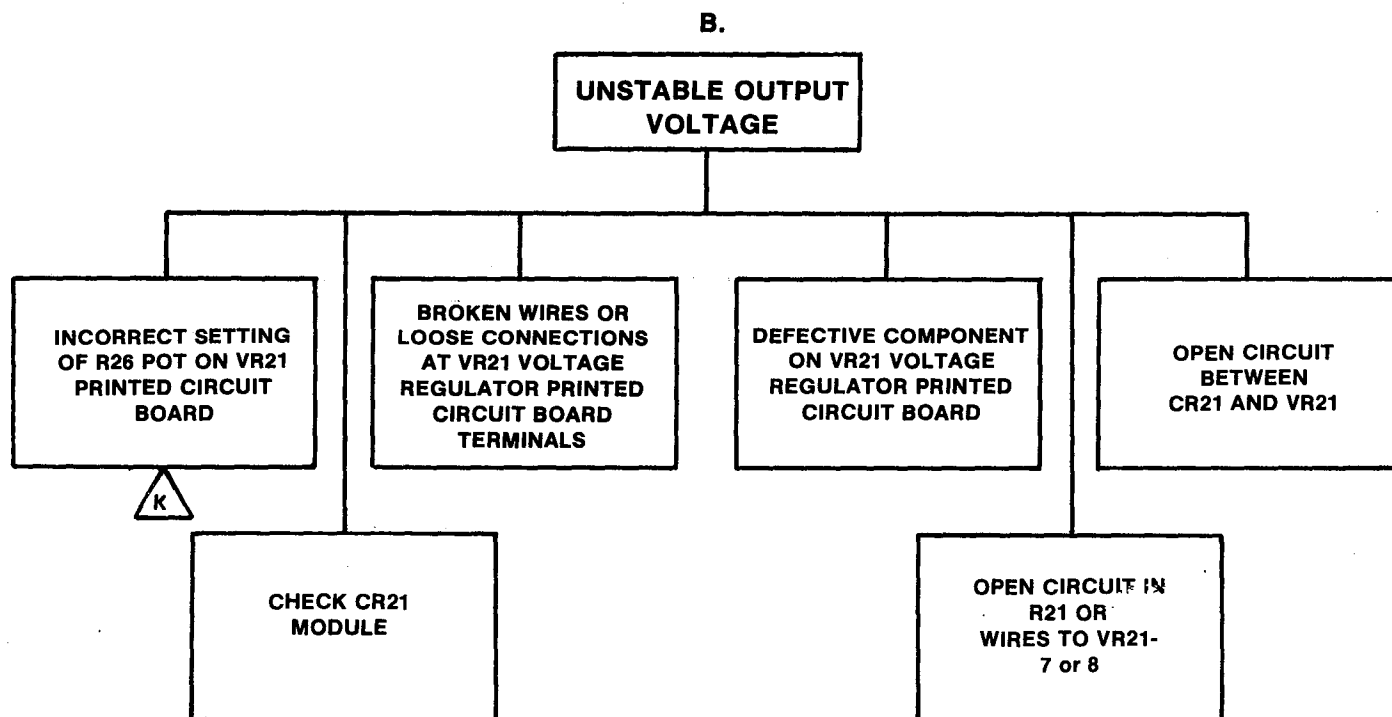 B.
UNSTABLE OUTPUT
VOLTAGE
INCORRECT SETTING
OF R26 POT ON VR21
PRINTED CIRCUIT
BOARD
K
BROKEN WIRES OR
LOOSE CONNECTIONS
AT VR21 VOLTAGE
REGULATOR PRINTED
CIRCUIT BOARD
TERMINALS
DEFECTIVE COMPONENT
ON VR21 VOLTAGE
REGULATOR PRINTED
CIRCUIT BOARD
OPEN CIRCUIT
BETWEEN
CR21 AND VR21
CHECK CR21
MODULE
OPEN CIRCUIT IN
R21 OR
WIRES TO VR21-
7 or 8